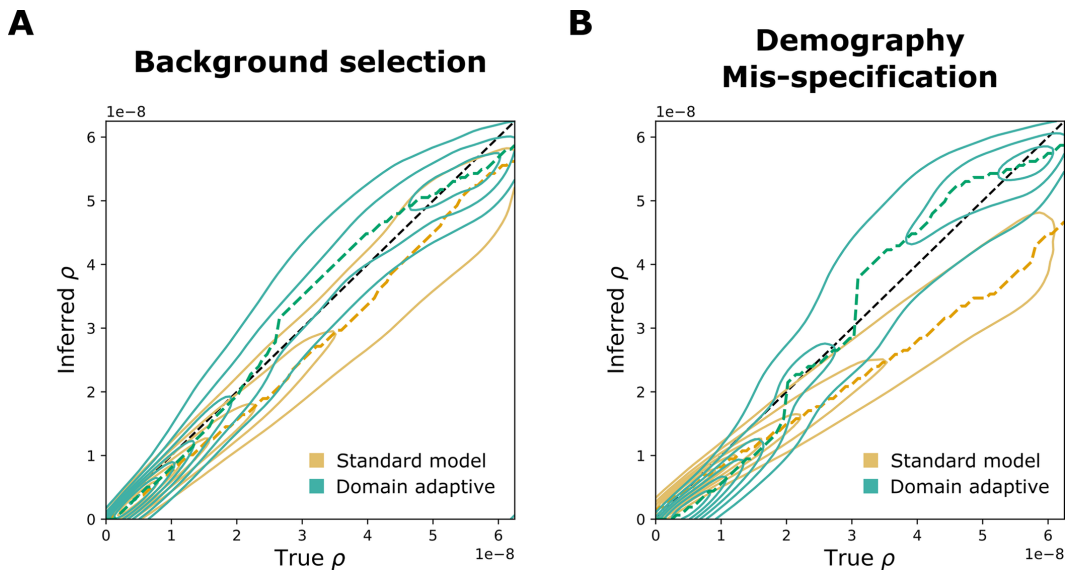 A
Background selection
1e−8
6
5
4
3
2
1
0
Inferred ρ
Standard model
Domain adaptive
0 1 2 3 4 5 6
True ρ
1e−8
B
Demography
Mis-specification
1e−8
6
5
4
3
2
1
0
Inferred ρ
Standard model
Domain adaptive
0 1 2 3 4 5 6
True ρ
1e−8